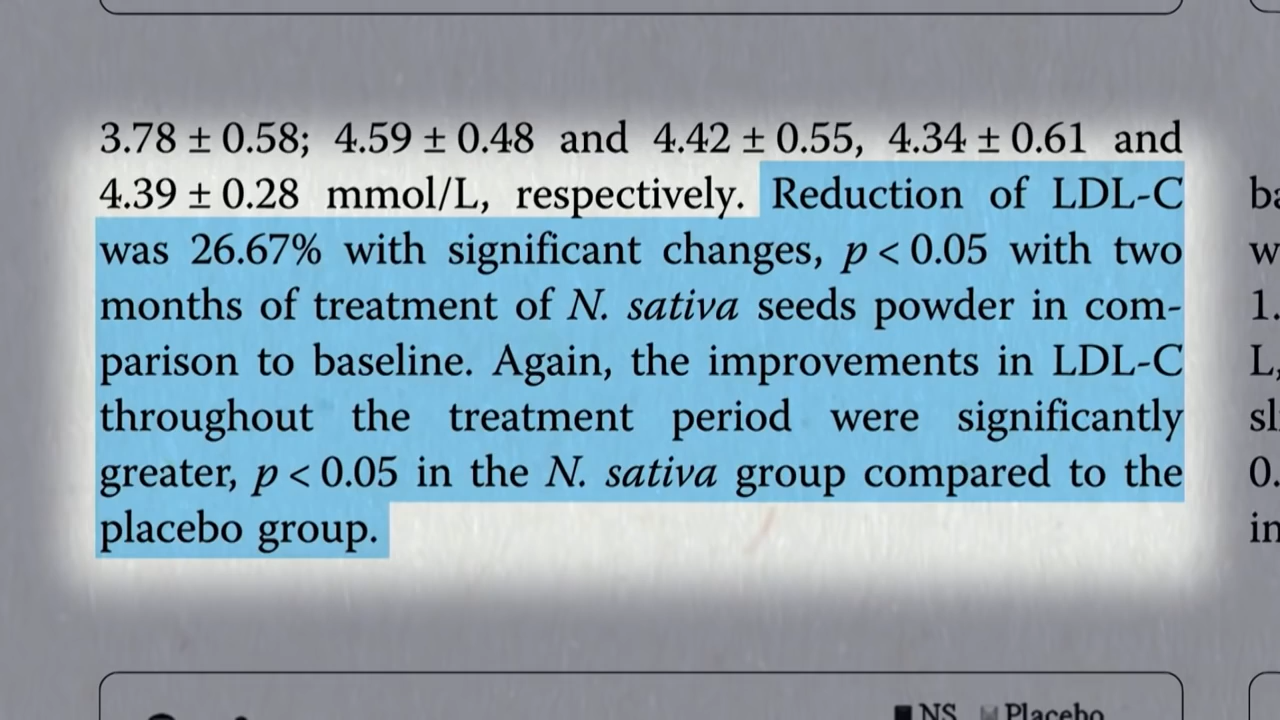 3.78 ± 0.58; 4.59 ± 0.48 and 4.42 ± 0.55, 4.34 ± 0.61 and
4.39 ± 0.28 mmol/L, respectively. Reduction of LDL-C
was 26.67% with significant changes, p < 0.05 with two
months of treatment of N. sativa seeds powder in com-
parison to baseline. Again, the improvements in LDL-C
throughout the treatment period were significantly
greater, p < 0.05 in the N. sativa group compared to the
placebo group.
NS Placebo